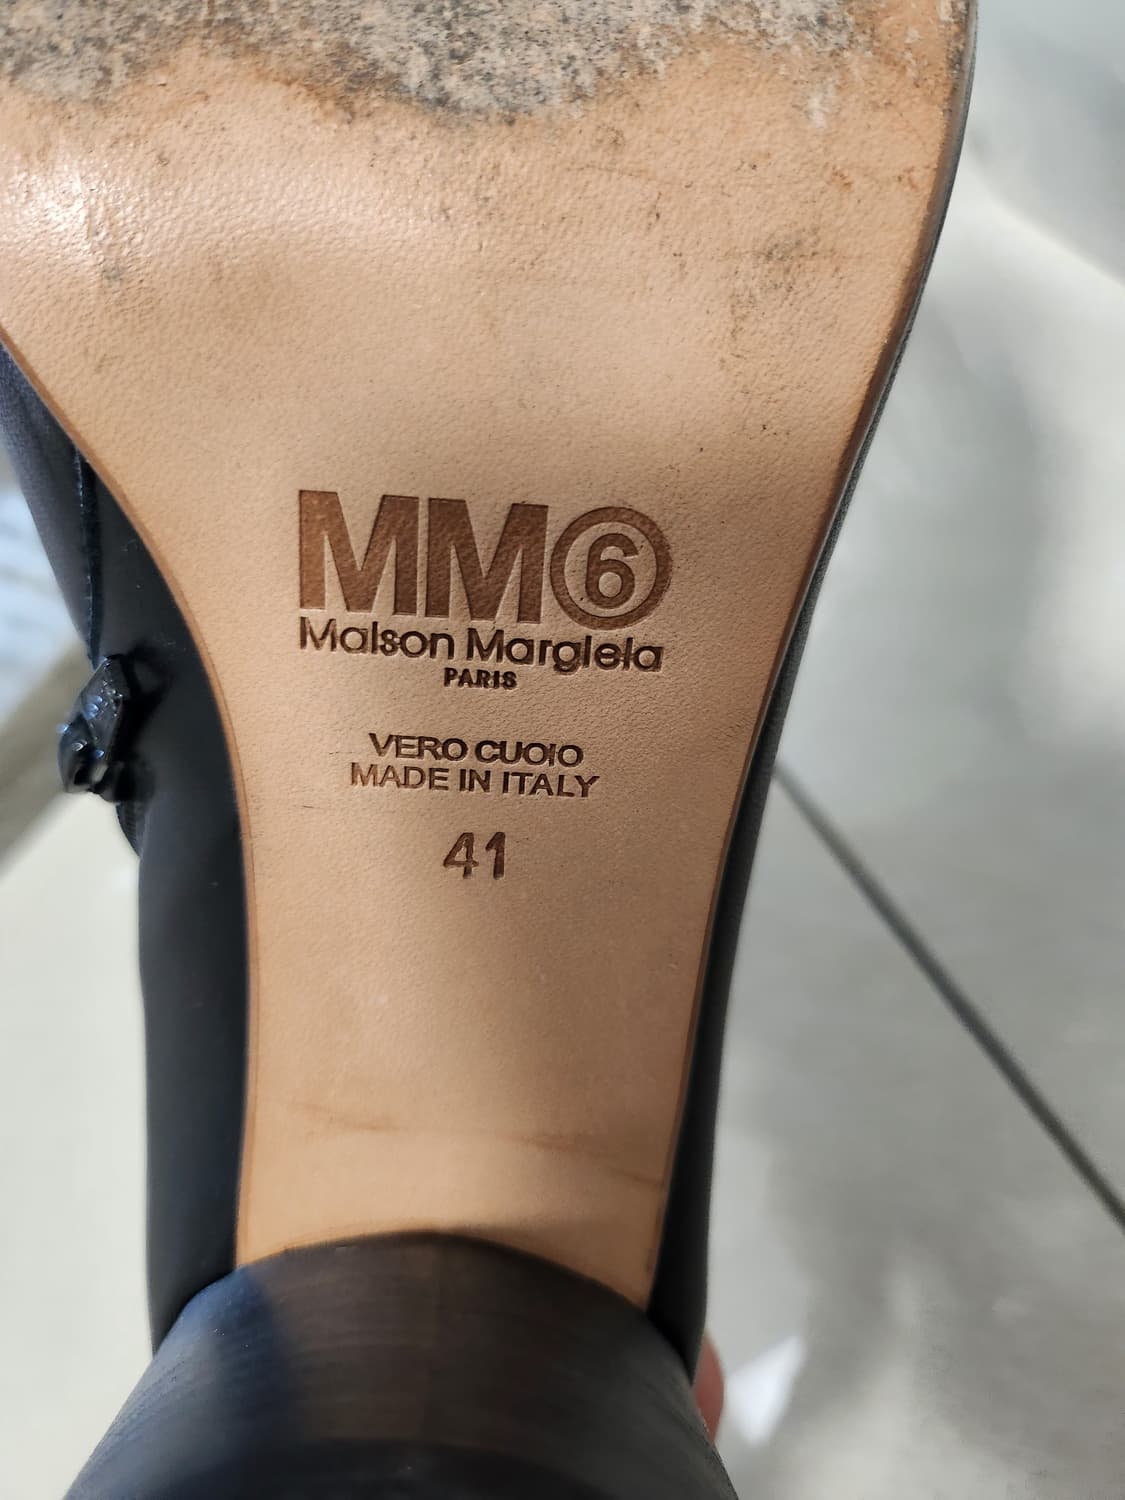 MM⑥
Maison Margiela
PARIS
VERO CUOIO
MADE IN ITALY
41